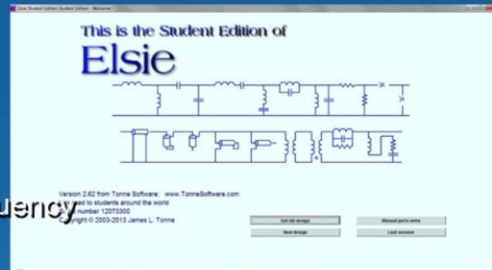 Elsie Student Edition Student Edition - Welcome
This is the Student Edition of
Elsie
Version 2.62 from Tonne Software: www.TonneSoftware.com
to students around the world
number 12073300
uency
©right © 2003-2013 James L. Tonne
Get old design
Manual parts entry
New design
Last session